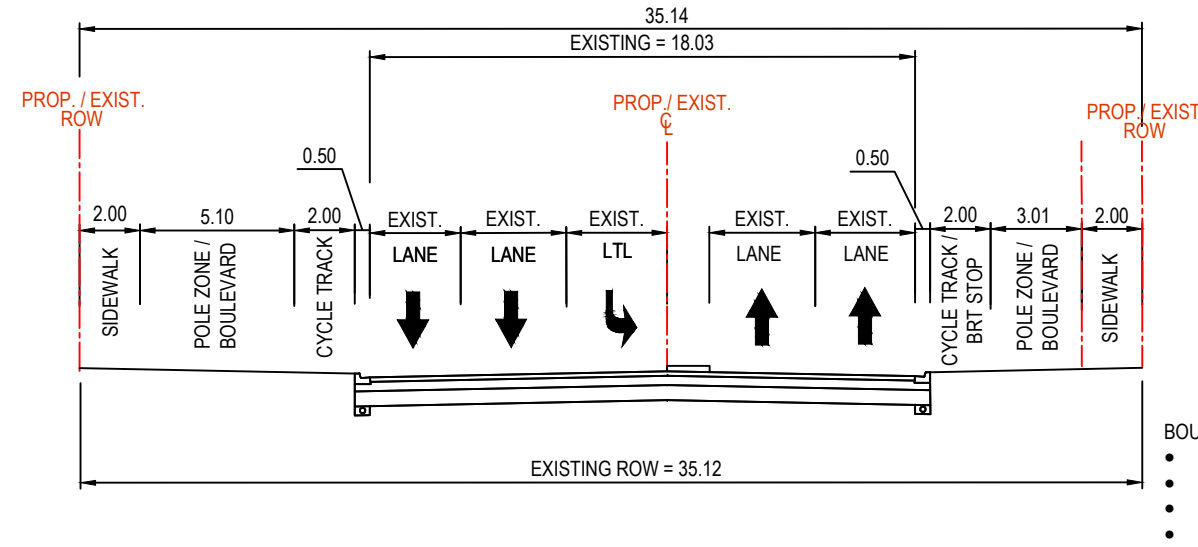 35.14
EXISTING = 18.03
PROP. / EXIST.
ROW
PROP./ EXIST.
℄
PROP./ EXIST
ROW
0.50
0.50
2.00
5.10
2.00
EXIST.
EXIST.
EXIST.
EXIST.
EXIST.
2.00
3.01
2.00
SIDEWALK
POLE ZONE /
BOULEVARD
CYCLE TRACK
LANE
LANE
LTL
LANE
LANE
CYCLE TRACK /
BRT STOP
POLE ZONE /
BOULEVARD
SIDEWALK
EXISTING ROW = 35.12
BOU